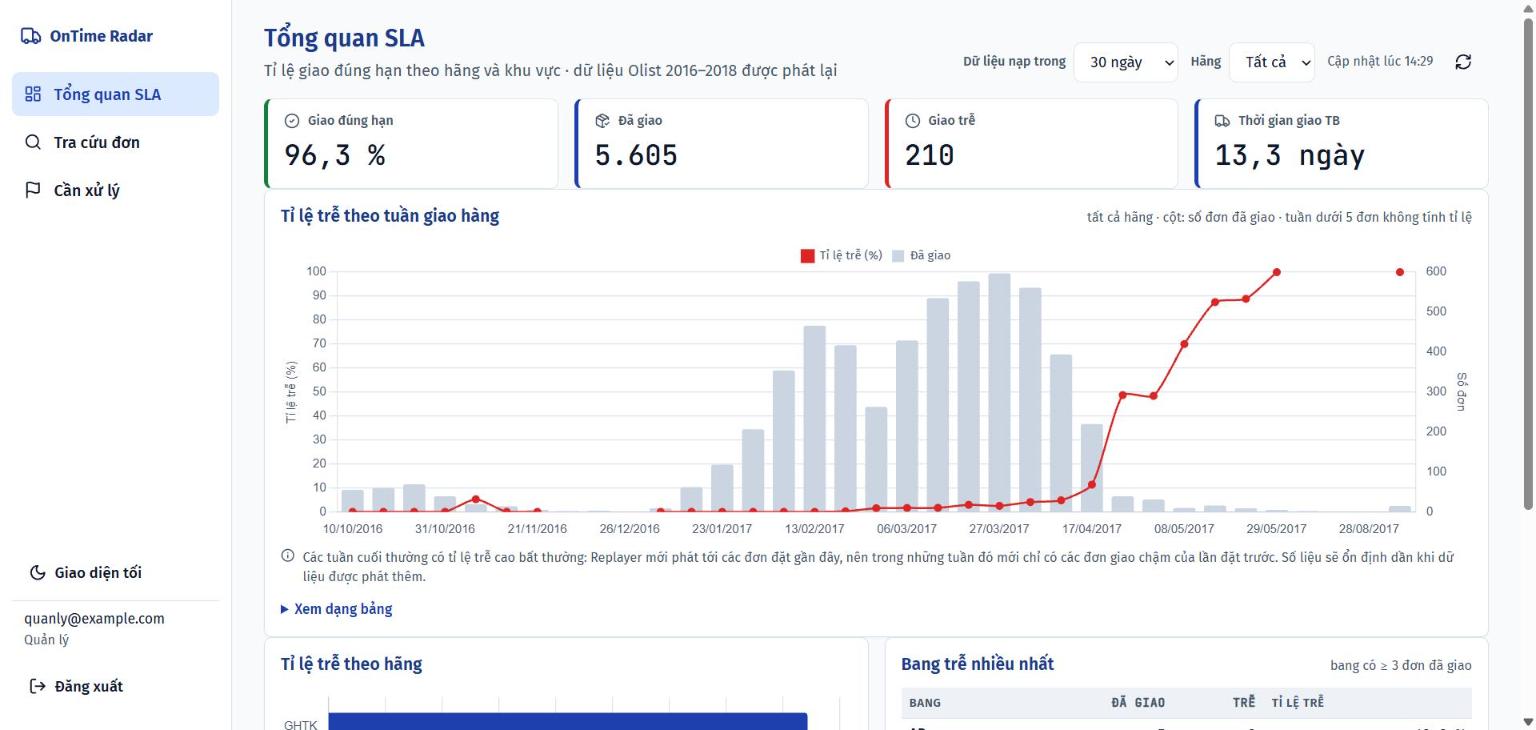 OnTime Radar
Tổng quan SLA
Tra cứu đơn
Cần xử lý
Giao diện tối
quanly@example.com
Quản lý
Đăng xuất
Tổng quan SLA
Tỉ lệ giao đúng hạn theo hãng và khu vực · dữ liệu Olist 2016–2018 được phát lại
Dữ liệu nạp trong 30 ngày Hãng Tất cả Cập nhật lúc 14:29
Giao đúng hạn
96,3 %
Đã giao
5.605
Giao trễ
210
Thời gian giao TB
13,3 ngày
Tỉ lệ trễ theo tuần giao hàng
tất cả hãng · cột: số đơn đã giao · tuần dưới 5 đơn không tính tỉ lệ
Tỉ lệ trễ (%) Đã giao
Tỉ lệ trễ (%)
100
90
80
70
60
50
40
30
20
10
0
600
500
400
300
200
100
0
Số đơn
10/10/2016 31/10/2016 21/11/2016 26/12/2016 23/01/2017 13/02/2017 06/03/2017 27/03/2017 17/04/2017 08/05/2017 29/05/2017 28/08/2017
Các tuần cuối thường có tỉ lệ trễ cao bất thường: Replayer mới phát tới các đơn đặt gần đây, nên trong những tuần đó mới chỉ có các đơn giao chậm của lần đặt trước. Số liệu sẽ ổn định dần khi dữ
liệu được phát thêm.
Xem dạng bảng
Tỉ lệ trễ theo hãng
GHTK
Bang trễ nhiều nhất
bang có ≥ 3 đơn đã giao
BANG ĐÃ GIAO TRỄ TỈ LỆ TRỄ